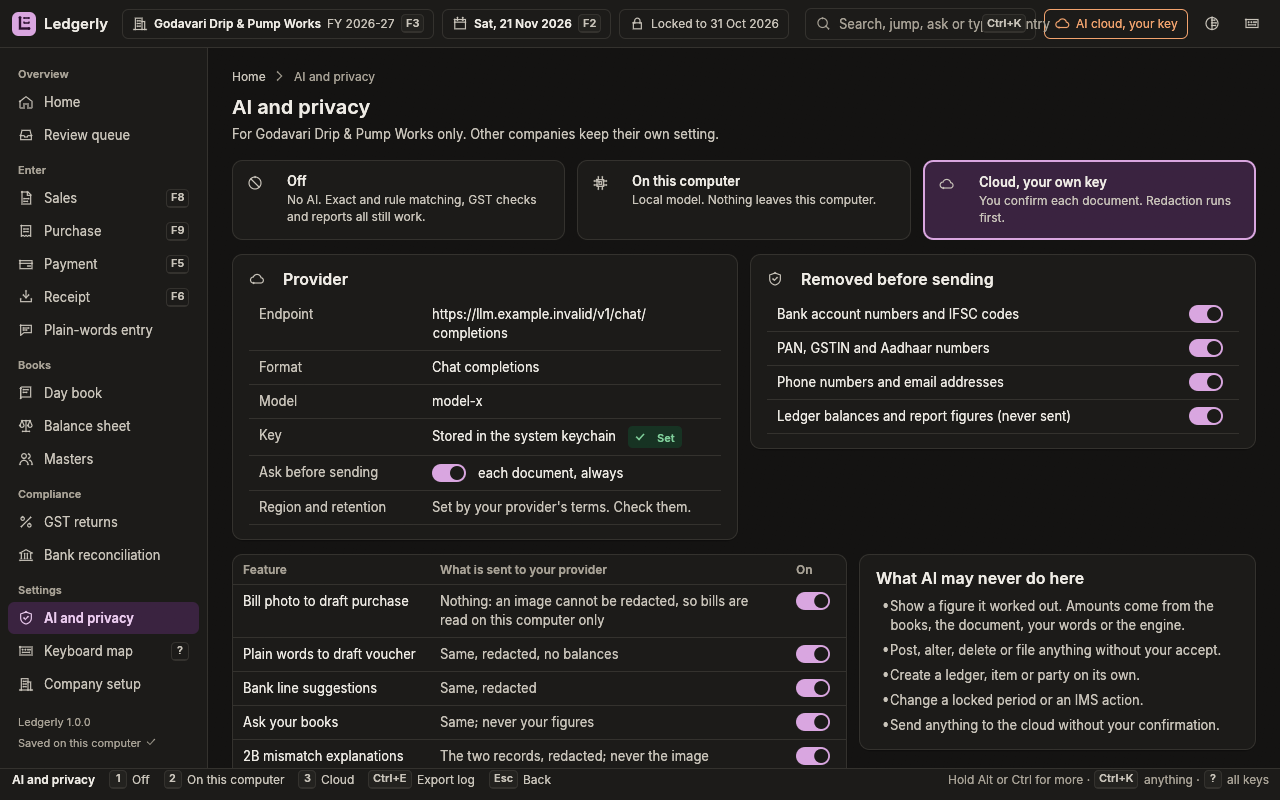 Ledgerly
Godavari Drip & Pump Works FY 2026-27 F3
Sat, 21 Nov 2026 F2
Locked to 31 Oct 2026
Search, jump, ask or typ Ctrl+K ntry
AI cloud, your key
Overview
Home
Review queue
Enter
Sales F8
Purchase F9
Payment F5
Receipt F6
Plain-words entry
Books
Day book
Balance sheet
Masters
Compliance
GST returns
Bank reconciliation
Settings
AI and privacy
Keyboard map ?
Company setup
Ledgerly 1.0.0
Saved on this computer
Home > AI and privacy
AI and privacy
For Godavari Drip & Pump Works only. Other companies keep their own setting.
Off
No AI. Exact and rule matching, GST checks
and reports all still work.
On this computer
Local model. Nothing leaves this computer.
Cloud, your own key
You confirm each document. Redaction runs
first.
Provider
Endpoint https://llm.example.invalid/v1/chat/
completions
Format Chat completions
Model model-x
Key Stored in the system keychain Set
Ask before sending each document, always
Region and retention Set by your provider's terms. Check them.
Removed before sending
Bank account numbers and IFSC codes
PAN, GSTIN and Aadhaar numbers
Phone numbers and email addresses
Ledger balances and report figures (never sent)
Feature What is sent to your provider On
Bill photo to draft purchase Nothing: an image cannot be redacted, so bills are
read on this computer only
Plain words to draft voucher Same, redacted, no balances
Bank line suggestions Same, redacted
Ask your books Same; never your figures
2B mismatch explanations The two records, redacted; never the image
What AI may never do here
•Show a figure it worked out. Amounts come from the
books, the document, your words or the engine.
•Post, alter, delete or file anything without your accept.
•Create a ledger, item or party on its own.
•Change a locked period or an IMS action.
•Send anything to the cloud without your confirmation.
AI and privacy 1 Off 2 On this computer 3 Cloud Ctrl+E Export log Esc Back
Hold Alt or Ctrl for more · Ctrl+K anything · ? all keys